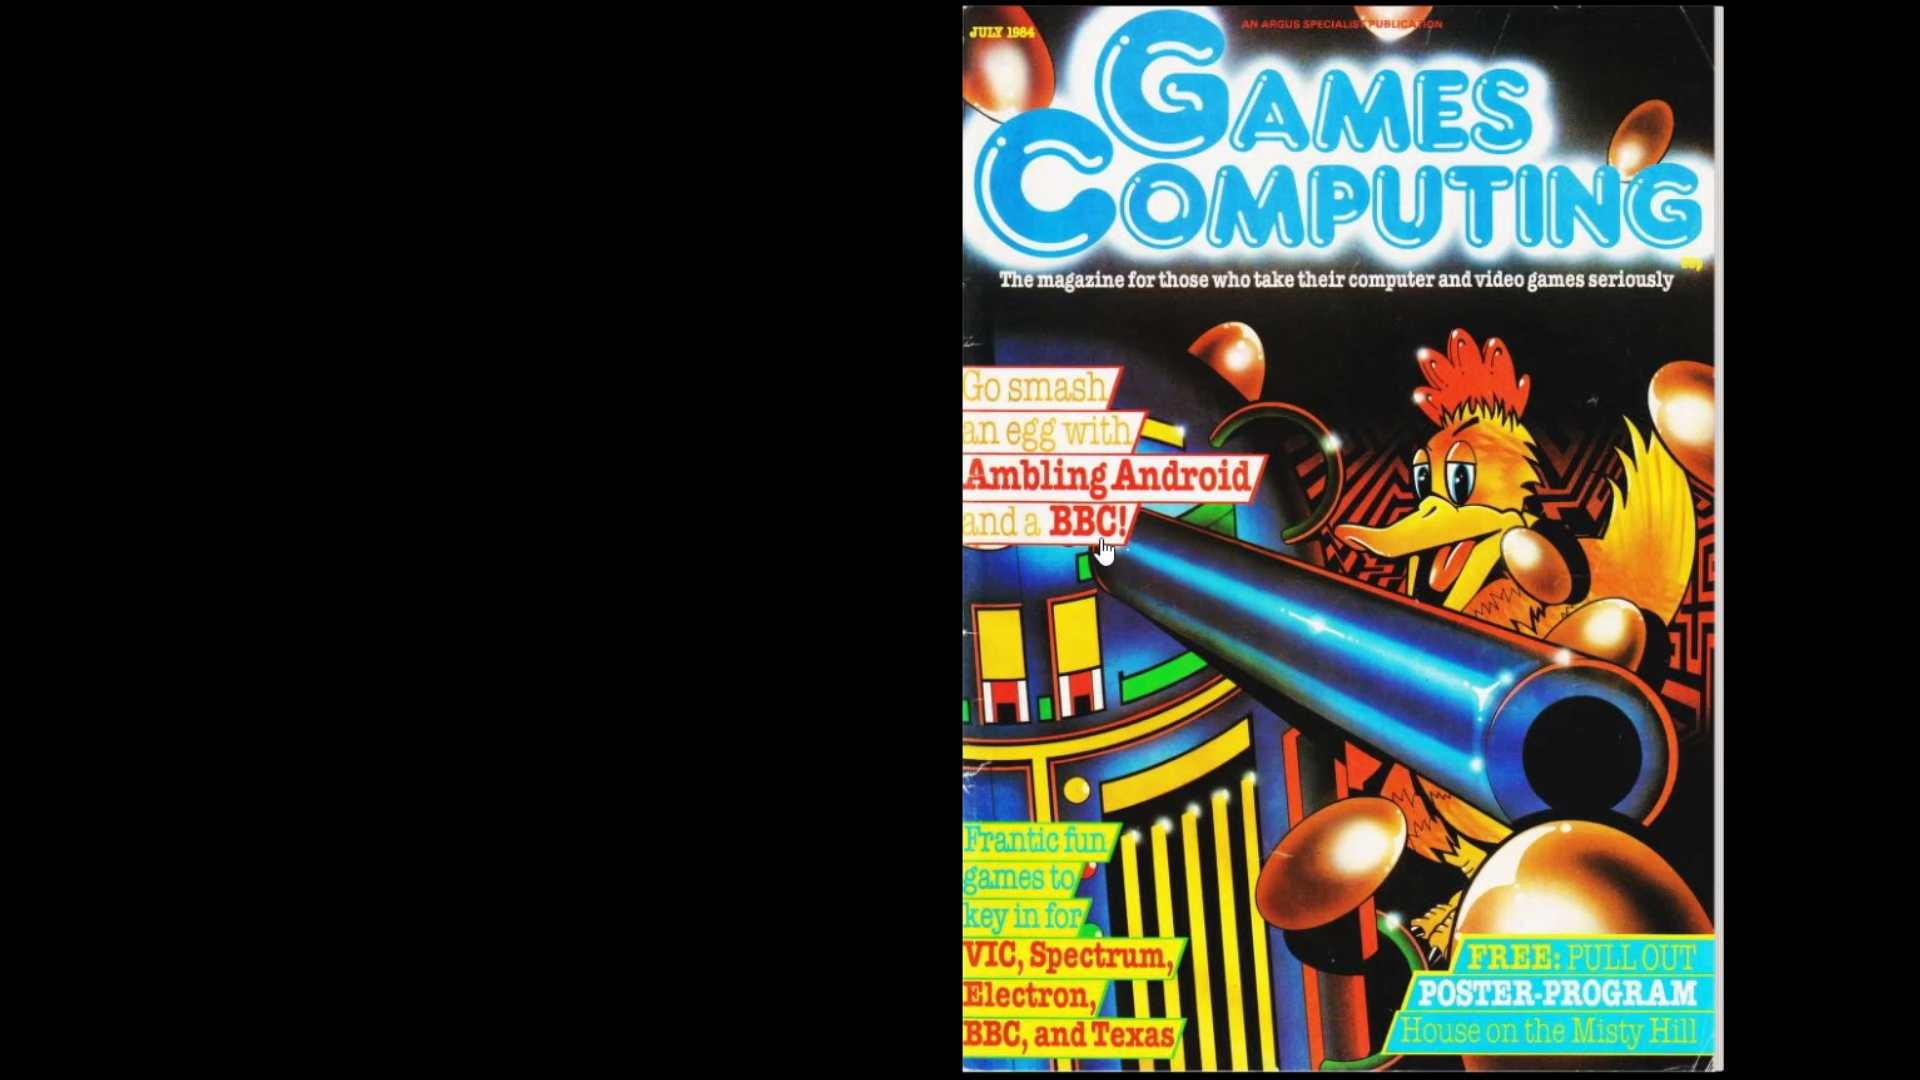 JULY 1984
AN ARGUS SPECIALIST PUBLICATION
GAMES
COMPUTING
The magazine for those who take their computer and video games seriously
Go smash
an egg with
Ambling Android
and a BBC!
Frantic fun
games to
key in for
VIC, Spectrum,
Electron,
BBC, and Texas
FREE: PULL OUT
POSTER-PROGRAM
House on the Misty Hill